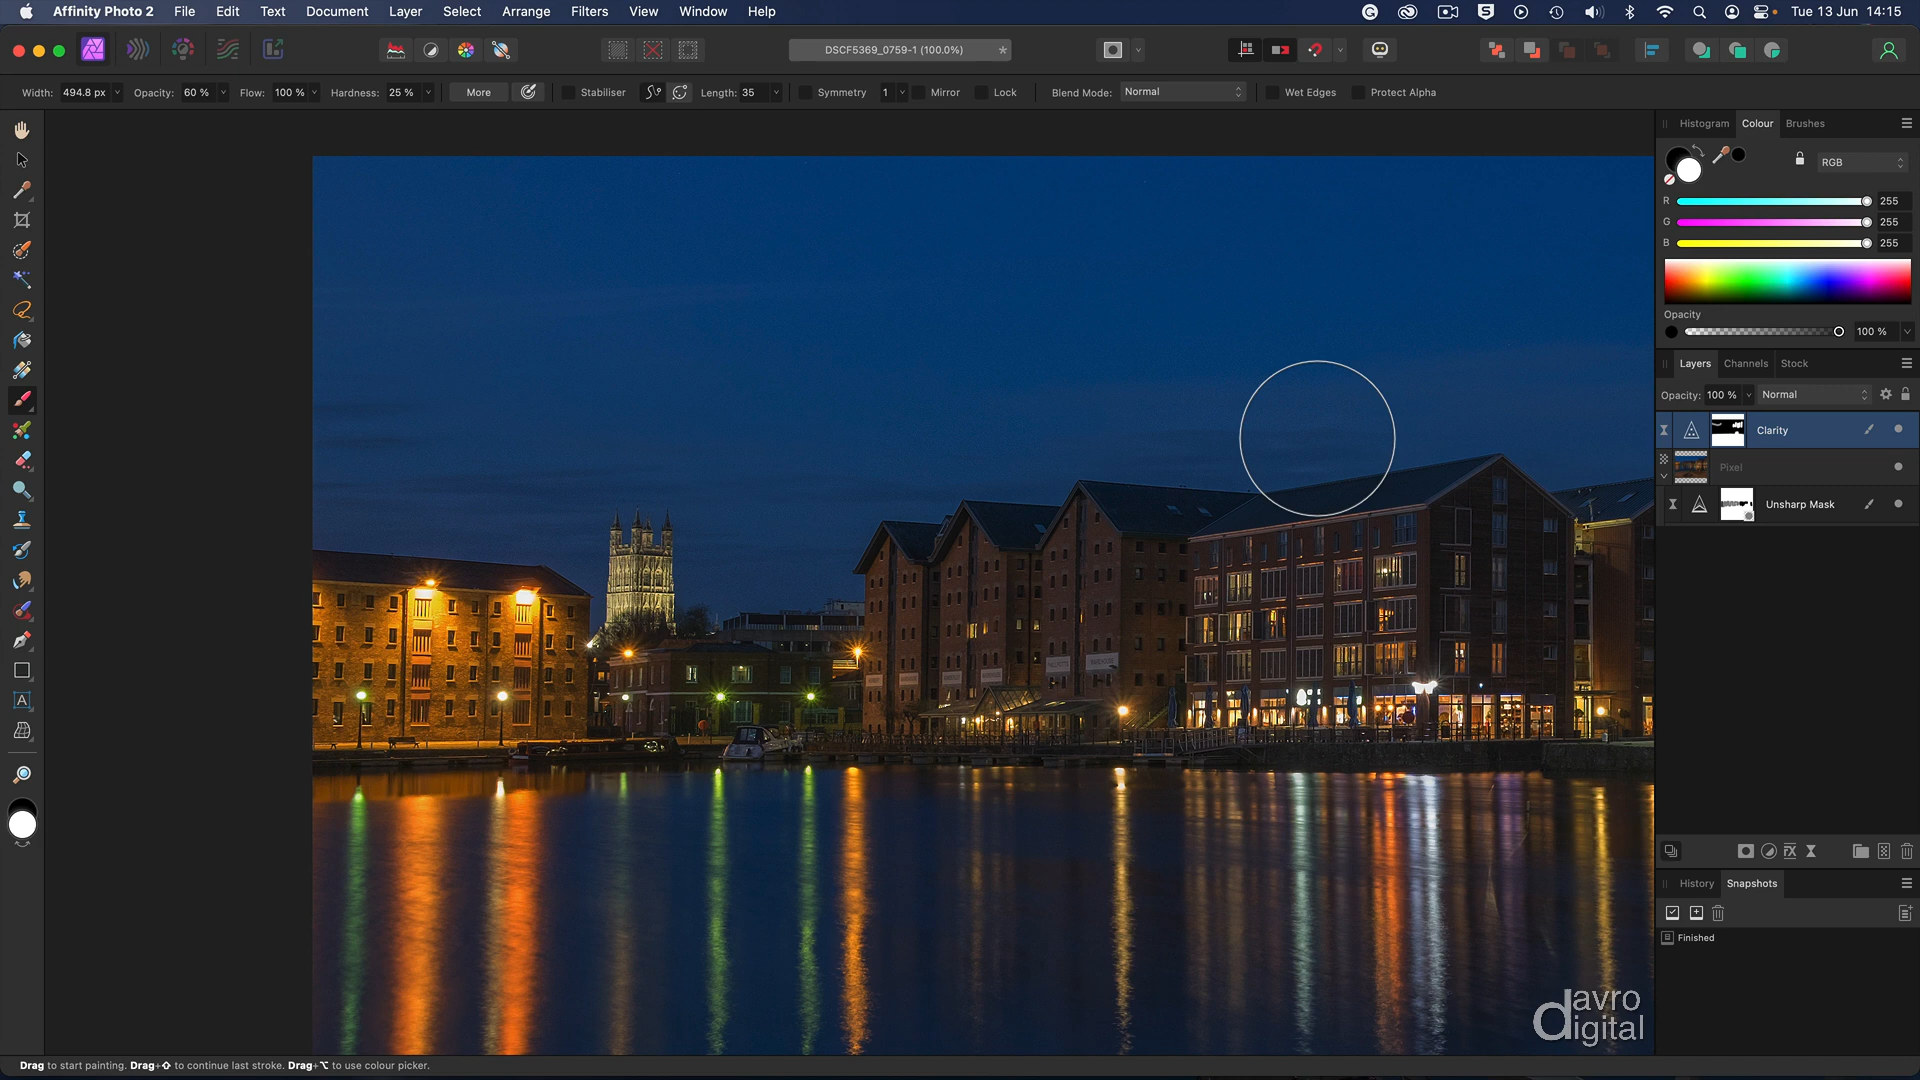 Affinity Photo 2 File Edit Text Document Layer Select Arrange Filters View Window Help Tue 13 Jun 14:15
DSCF5369_0759-1 (100.0%) *
Width: 494.8 px Opacity: 60 % Flow: 100 % Hardness: 25 % More Stabiliser Length: 35 Symmetry 1 Mirror Lock Blend Mode: Normal Wet Edges Protect Alpha
Histogram Colour Brushes
RGB
R 255
G 255
B 255
Opacity
100 %
Layers Channels Stock
Opacity: 100 % Normal
Clarity
Pixel
Unsharp Mask
History Snapshots
Finished
davro
digital
Drag to start painting. Drag+⇧ to continue last stroke. Drag+⌥ to use colour picker.